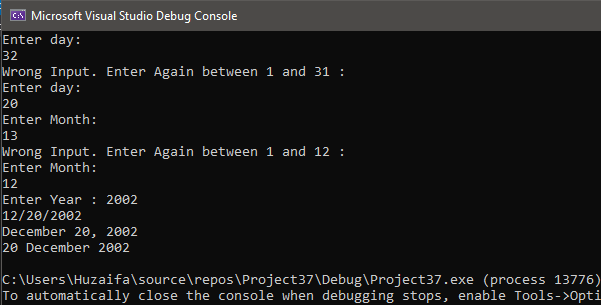 Microsoft Visual Studio Debug Console
Enter day:
32
Wrong Input. Enter Again between 1 and 31 :
Enter day:
20
Enter Month:
13
Wrong Input. Enter Again between 1 and 12 :
Enter Month:
12
Enter Year : 2002
12/20/2002
December 20, 2002
20 December 2002
C:\Users\Huzaifa\source\repos\Project37\Debug\Project37.exe (process 13776)
To automatically close the console when debugging stops, enable Tools->Opti